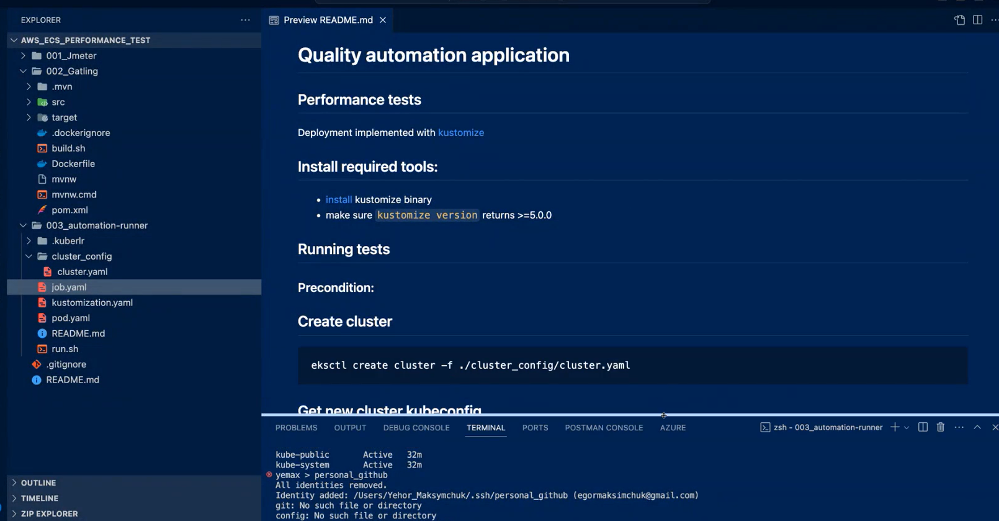 EXPLORER
AWS_ECS_PERFORMANCE_TEST
001_Jmeter
002_Gatling
.mvn
src
target
.dockerignore
build.sh
Dockerfile
mvnw
mvnw.cmd
pom.xml
003_automation-runner
.kuberlr
cluster_config
cluster.yaml
job.yaml
kustomization.yaml
pod.yaml
README.md
run.sh
.gitignore
README.md
OUTLINE
TIMELINE
ZIP EXPLORER
Preview README.md
Quality automation application
Performance tests
Deployment implemented with kustomize
Install required tools:
• install kustomize binary
• make sure kustomize version returns >=5.0.0
Running tests
Precondition:
Create cluster
eksctl create cluster -f ./cluster_config/cluster.yaml
Get new cluster kubeconfig
PROBLEMS OUTPUT DEBUG CONSOLE TERMINAL PORTS POSTMAN CONSOLE AZURE zsh - 003_automation-runner
kube-public Active 32m
kube-system Active 32m
yemax > personal_github
All identities removed.
Identity added: /Users/Yehor_Maksymchuk/.ssh/personal_github (egormaksimchuk@gmail.com)
git: No such file or directory
config: No such file or directory